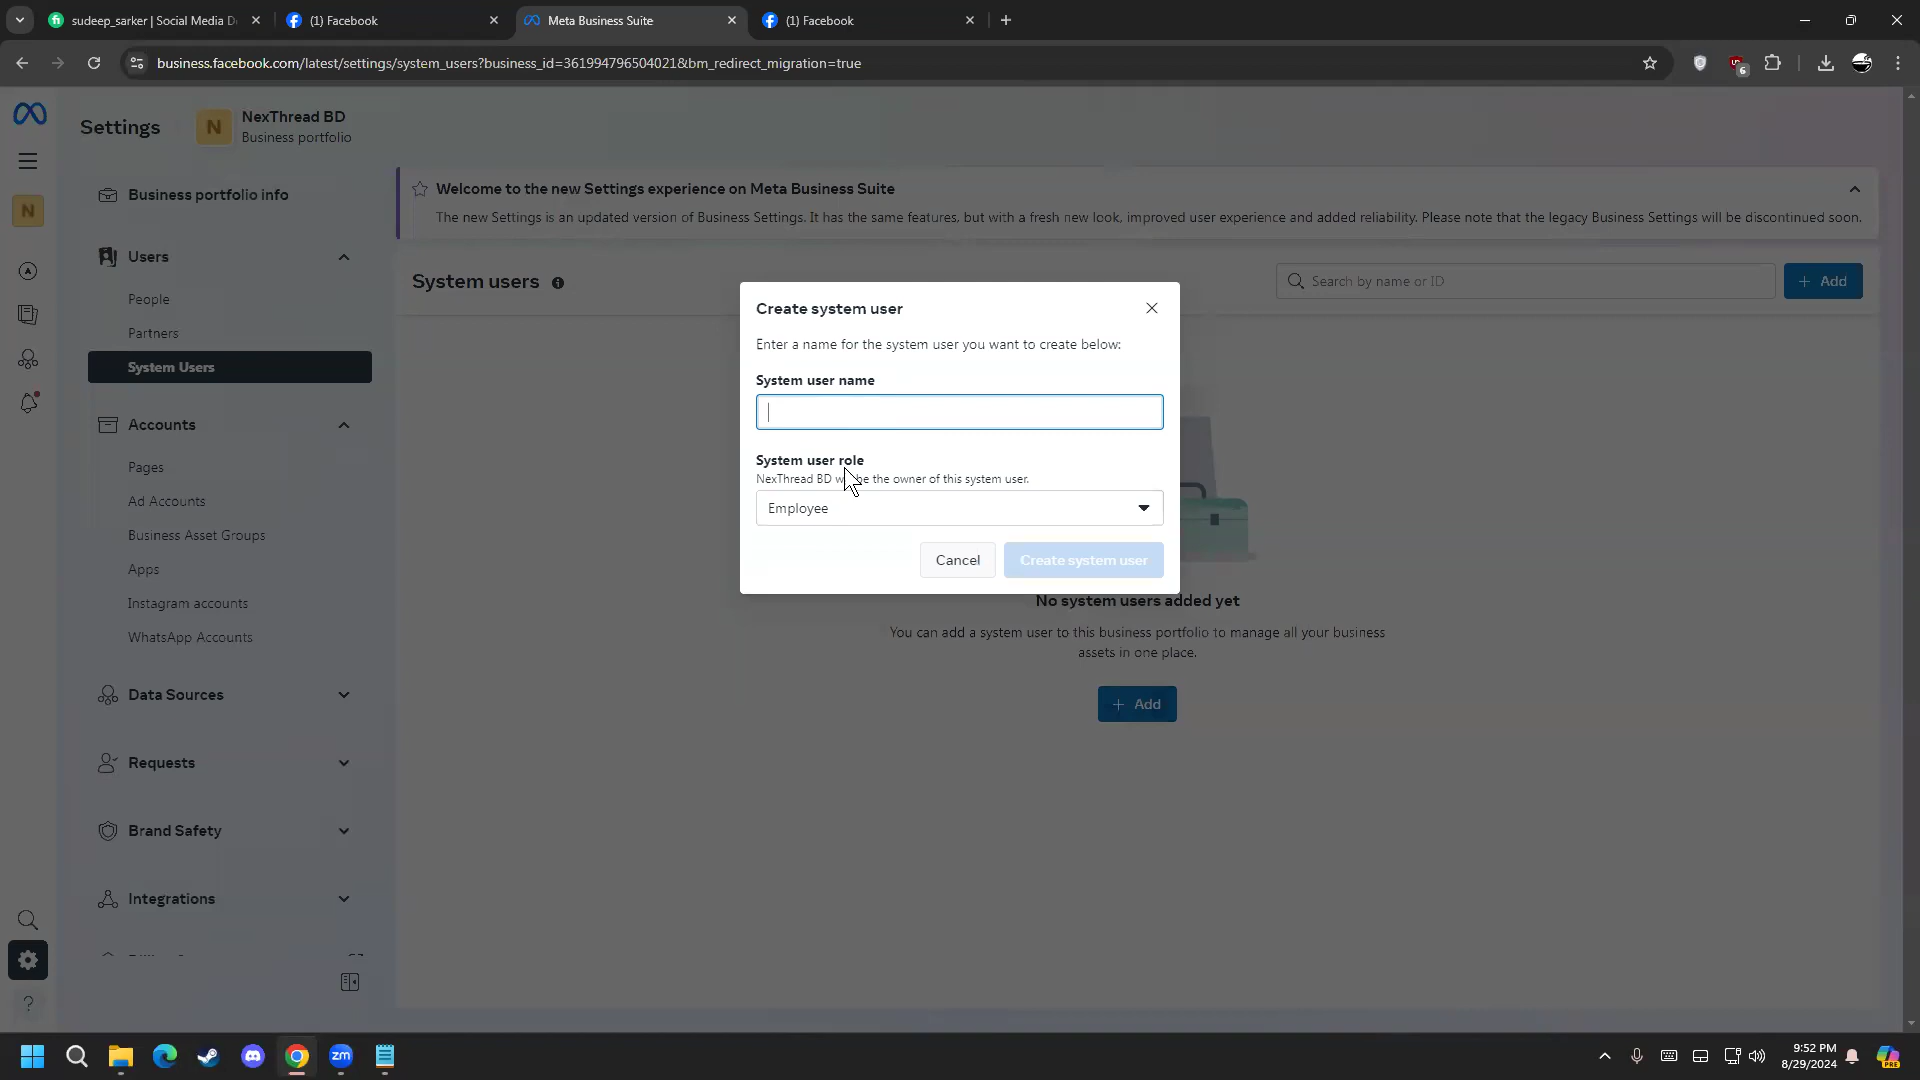 sudeep_sarker | Social Media D
(1) Facebook
Meta Business Suite
(1) Facebook
business.facebook.com/latest/settings/system_users?business_id=361994796504021&bm_redirect_migration=true
6
Settings
N
NexThread BD
Business portfolio
N
Business portfolio info
Users
People
Partners
System Users
Accounts
Pages
Ad Accounts
Business Asset Groups
Apps
Instagram accounts
WhatsApp Accounts
Data Sources
Requests
Brand Safety
Integrations
Welcome to the new Settings experience on Meta Business Suite
The new Settings is an updated version of Business Settings. It has the same features, but with a fresh new look, improved user experience and added reliability. Please note that the legacy Business Settings will be discontinued soon.
System users
Search by name or ID
+ Add
Create system user
Enter a name for the system user you want to create below:
System user name
System user role
NexThread BD be the owner of this system user.
Employee
Cancel
Create system user
No system users added yet
You can add a system user to this business portfolio to manage all your business
assets in one place.
+ Add
?
zm
9:52 PM
8/29/2024
PRE